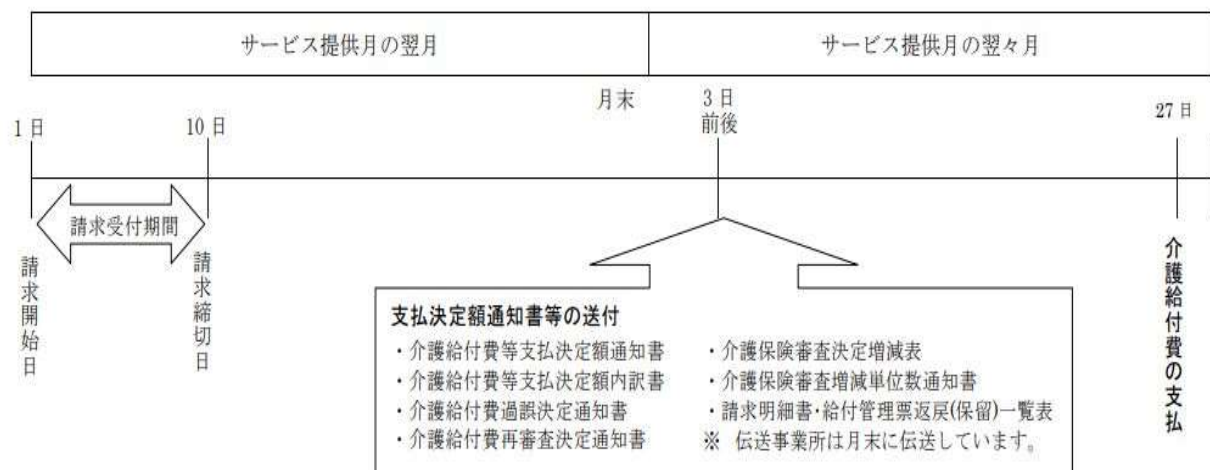 サービス提供月の翌月
サービス提供月の翌々月
月末
3日
前後
1日
10日
27日
請求受付期間
請求開始日
請求締切日
介護給付費の支払
支払決定額通知書等の送付
・介護給付費等支払決定額通知書
・介護給付費等支払決定額内訳書
・介護給付費過誤決定通知書
・介護給付費再審査決定通知書
・介護保険審査決定増減表
・介護保険審査増減単位数通知書
・請求明細書・給付管理票返戻(保留)一覧表
※ 伝送事業所は月末に伝送しています。